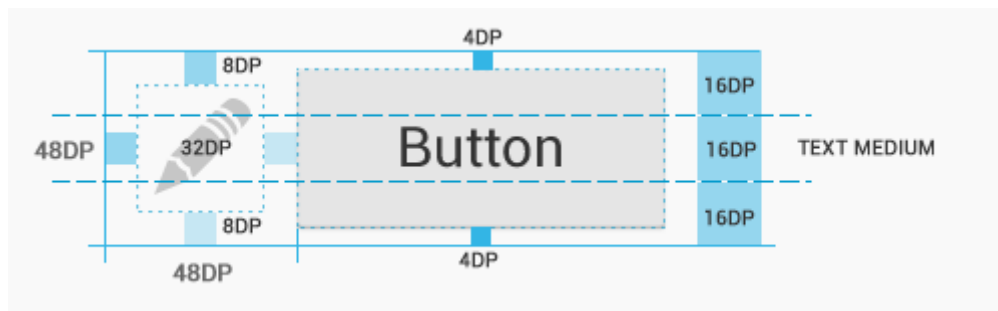 4DP
8DP
16DP
48DP
32DP
Button
16DP
TEXT MEDIUM
8DP
16DP
4DP
48DP